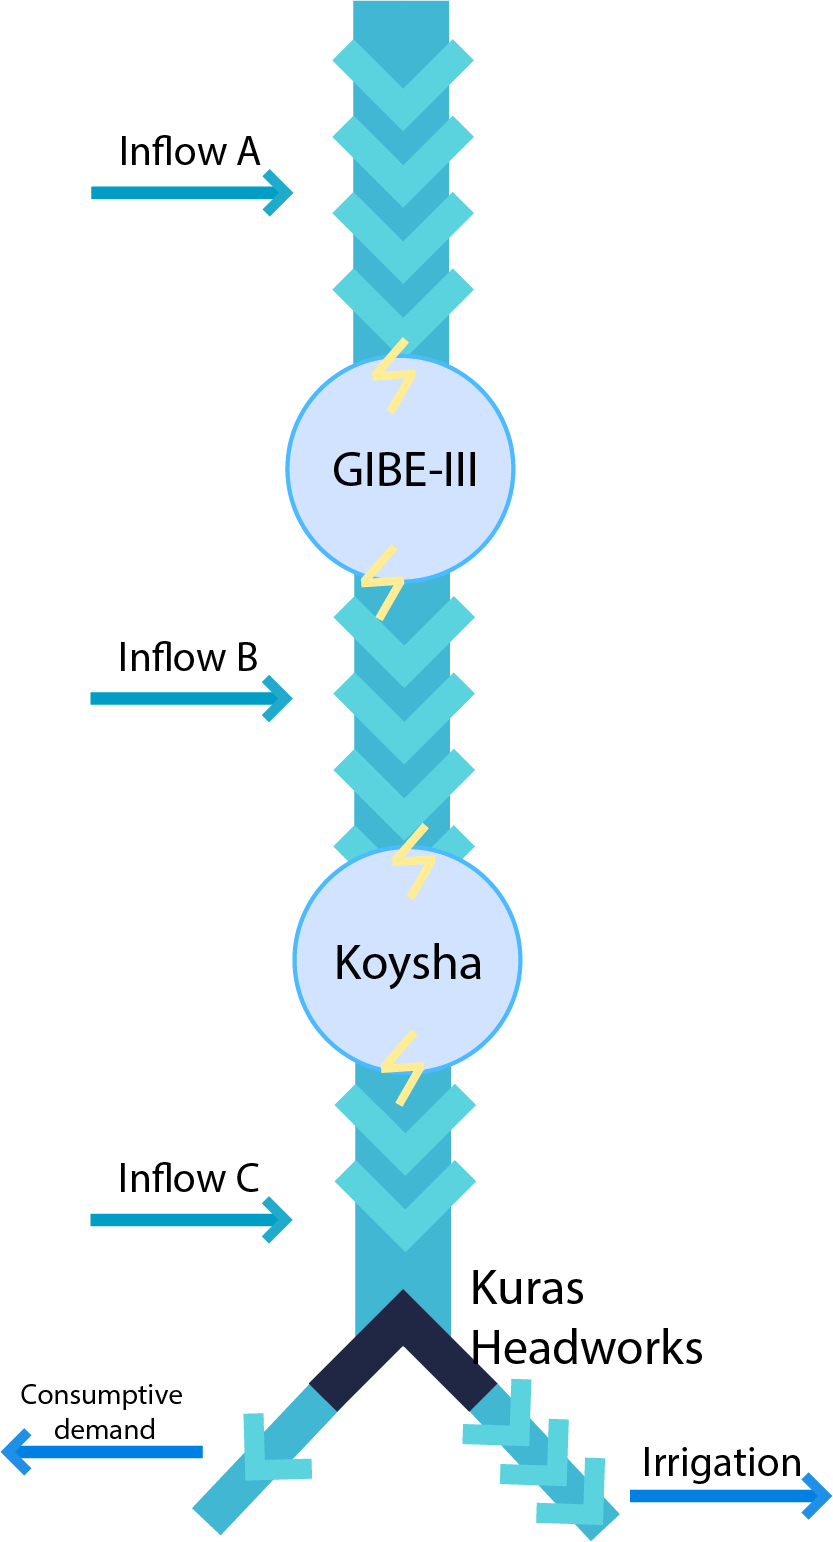 Inflow A
GIBE-III
Inflow B
Koysha
Inflow C
Kuras
Headworks
Consumptive
demand
Irrigation